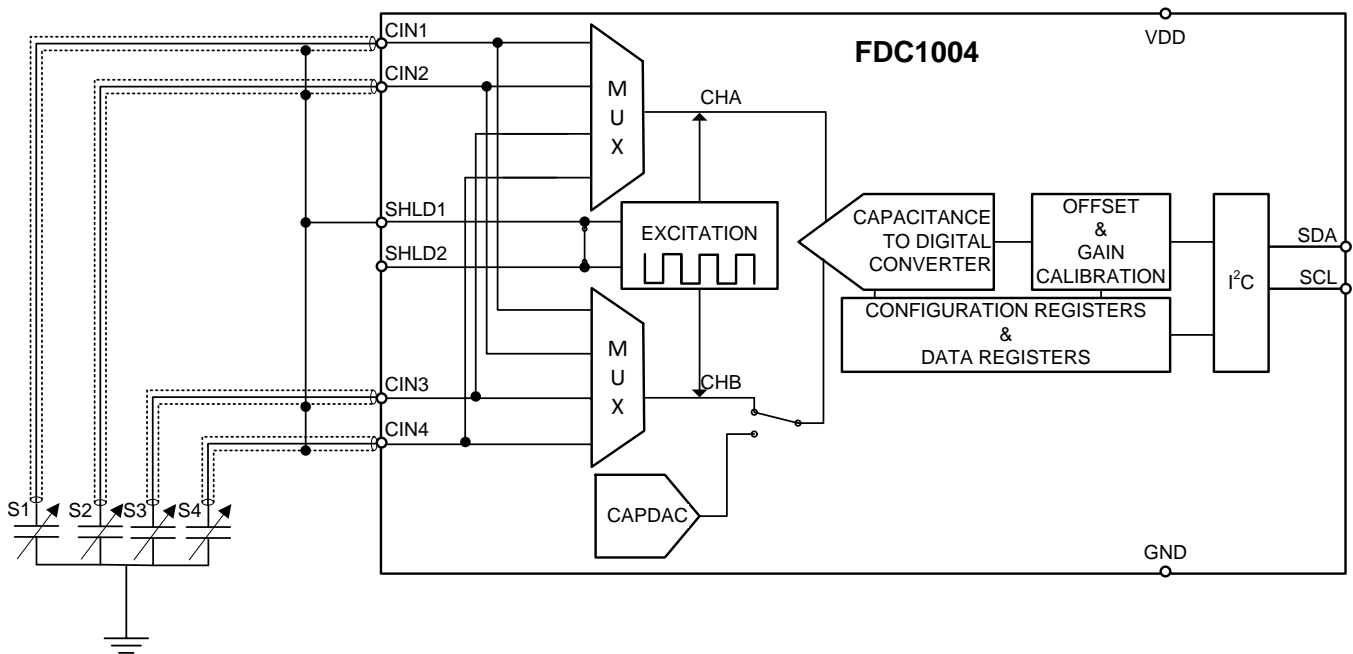 FDC1004
VDD
CIN1
CIN2
M
U
X
CHA
SHLD1
SHLD2
EXCITATION
CAPACITANCE
TO DIGITAL
CONVERTER
OFFSET
&
GAIN
CALIBRATION
I²C
SDA
SCL
CONFIGURATION REGISTERS
&
DATA REGISTERS
M
U
X
CHB
CIN3
CIN4
S1
S2
S3
S4
CAPDAC
GND